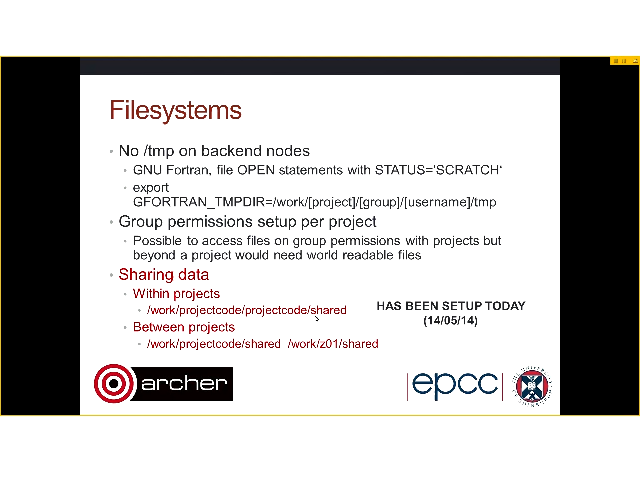 Filesystems
• No /tmp on backend nodes
• GNU Fortran, file OPEN statements with STATUS='SCRATCH'
• export
GFORTRAN_TMPDIR=/work/[project]/[group]/[username]/tmp
• Group permissions setup per project
• Possible to access files on group permissions with projects but
beyond a project would need world readable files
• Sharing data
• Within projects
• /work/projectcode/projectcode/shared
HAS BEEN SETUP TODAY
(14/05/14)
• Between projects
• /work/projectcode/shared /work/z01/shared
archer
epcc